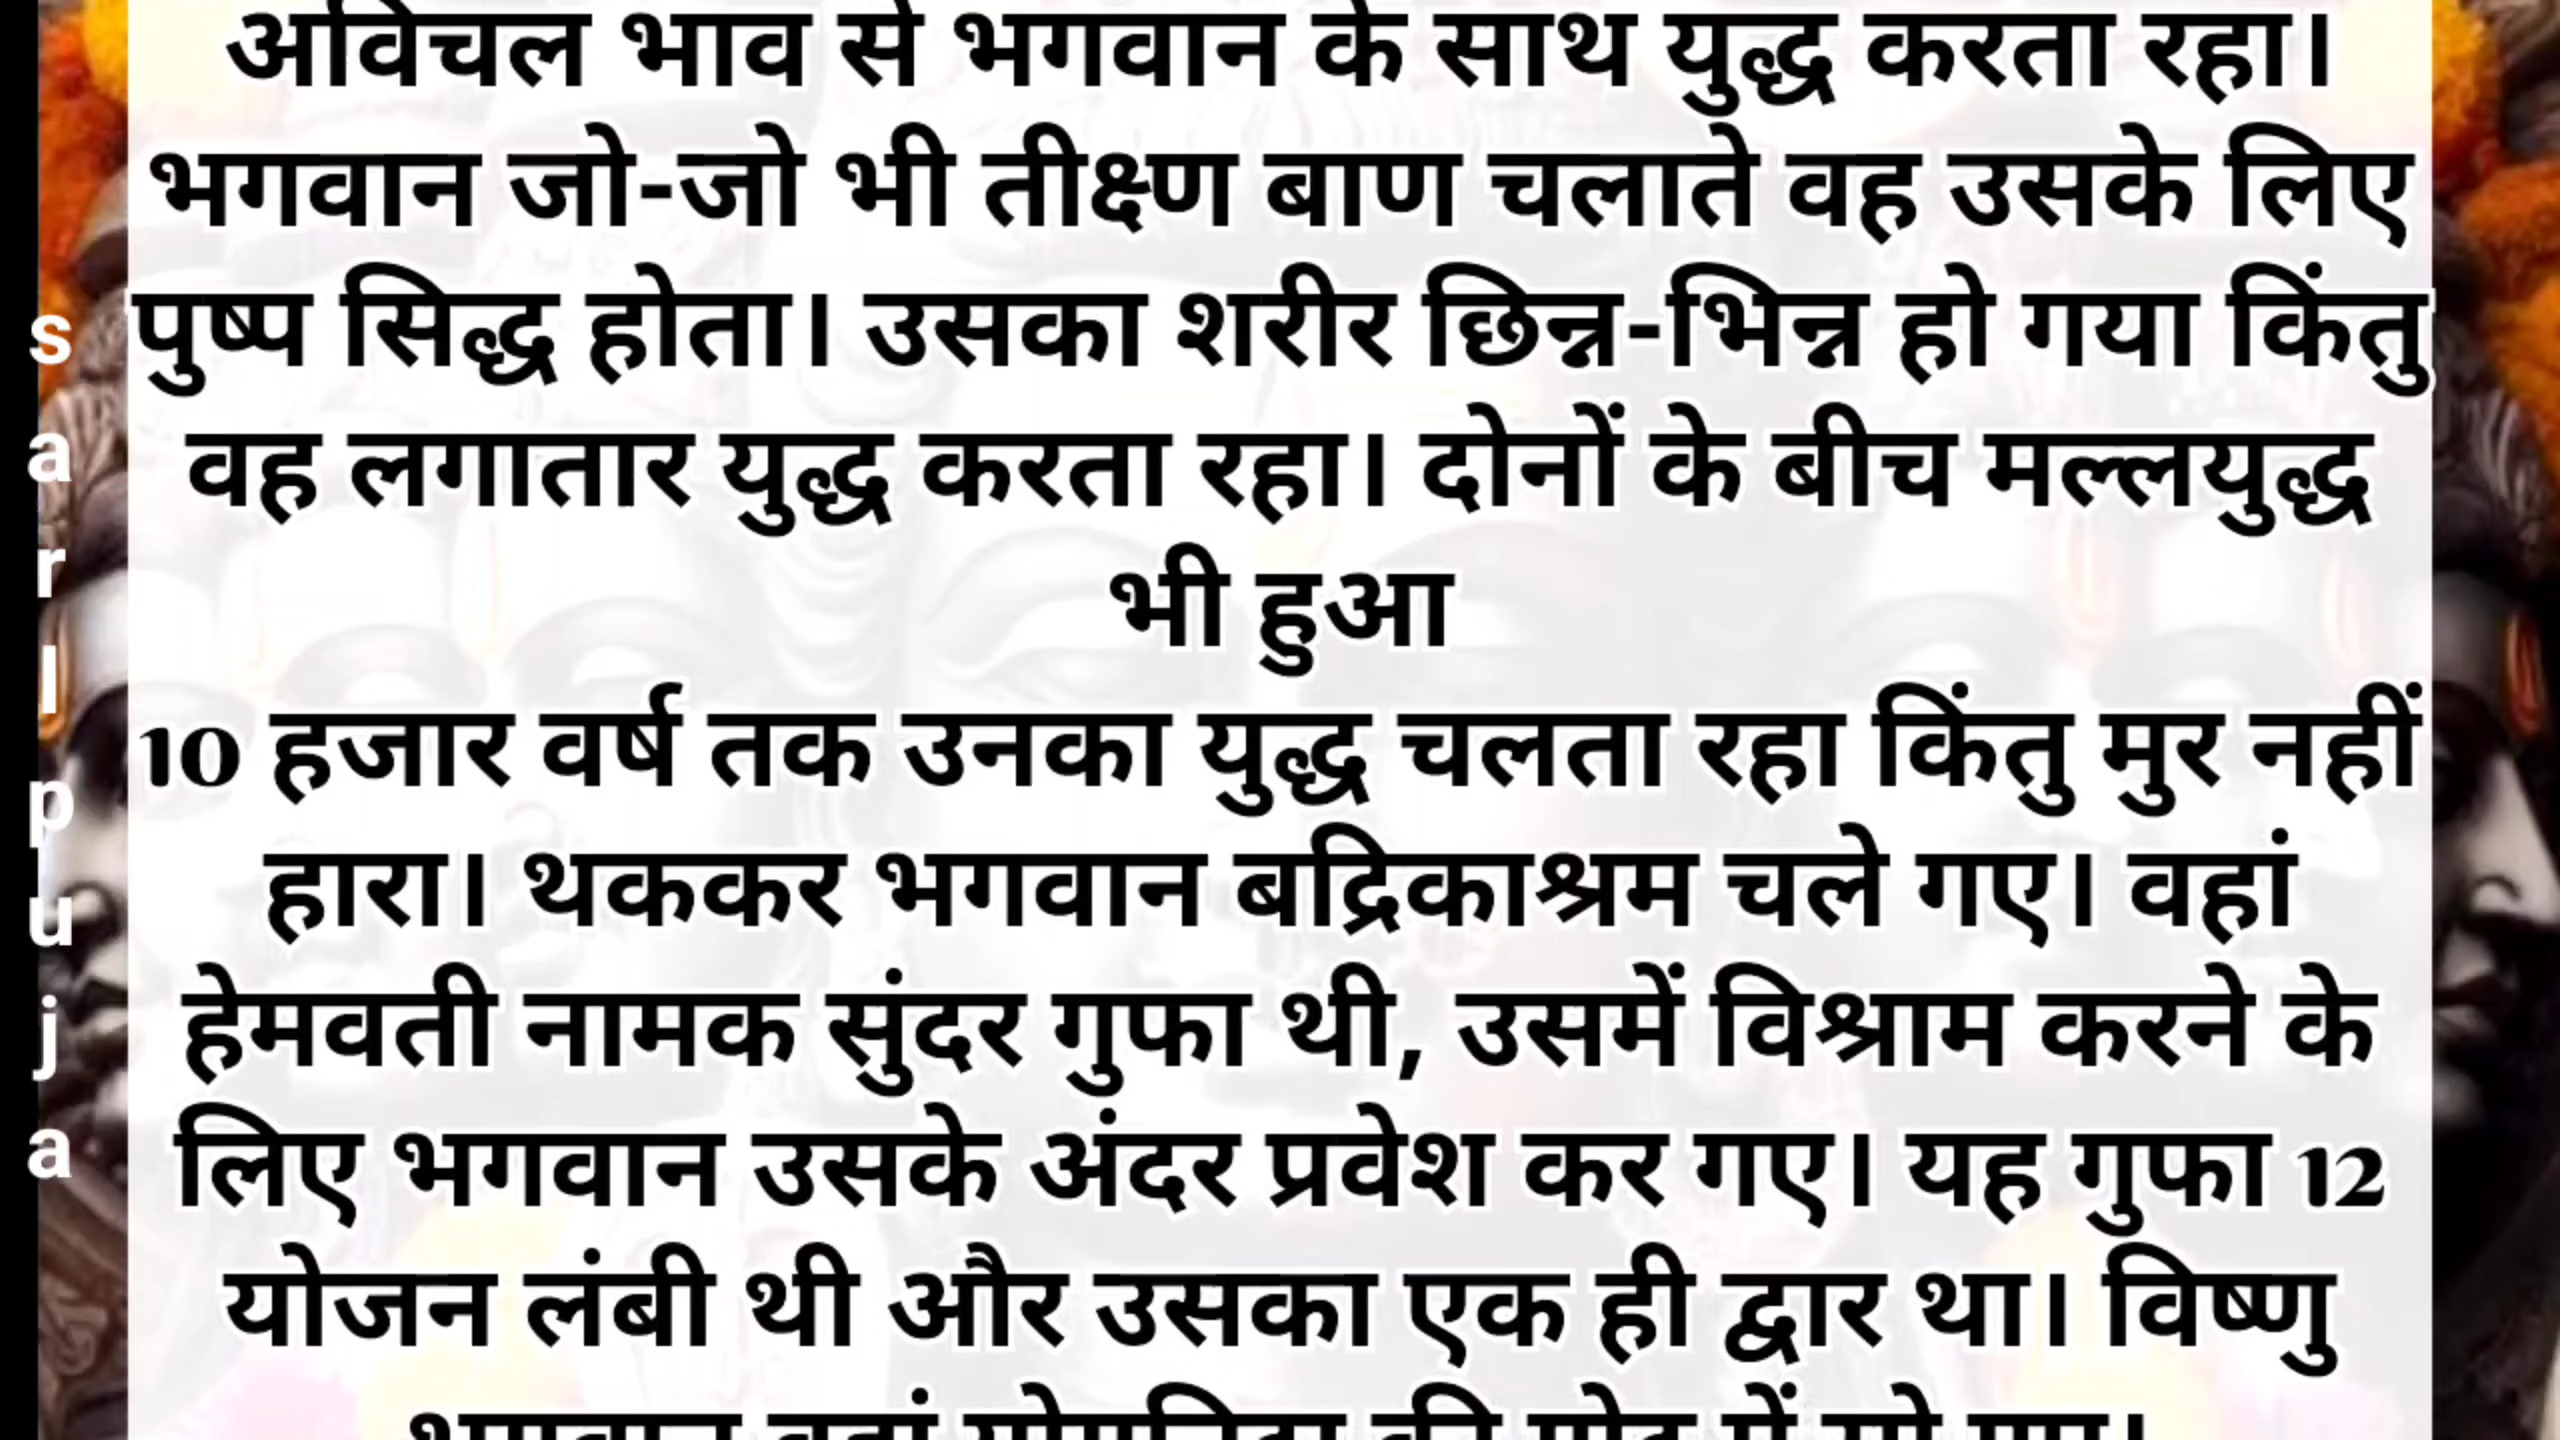 अविचल भाव से भगवान के साथ युद्ध करता रहा।
भगवान जो-जो भी तीक्ष्ण बाण चलाते वह उसके लिए
पुष्प सिद्ध होता। उसका शरीर छिन्न-भिन्न हो गया किंतु
वह लगातार युद्ध करता रहा। दोनों के बीच मल्लयुद्ध
भी हुआ
10 हजार वर्ष तक उनका युद्ध चलता रहा किंतु मुर नहीं
हारा। थककर भगवान बद्रिकाश्रम चले गए। वहां
हेमवती नामक सुंदर गुफा थी, उसमें विश्राम करने के
लिए भगवान उसके अंदर प्रवेश कर गए। यह गुफा 12
योजन लंबी थी और उसका एक ही द्वार था। विष्णु
sarlpuja